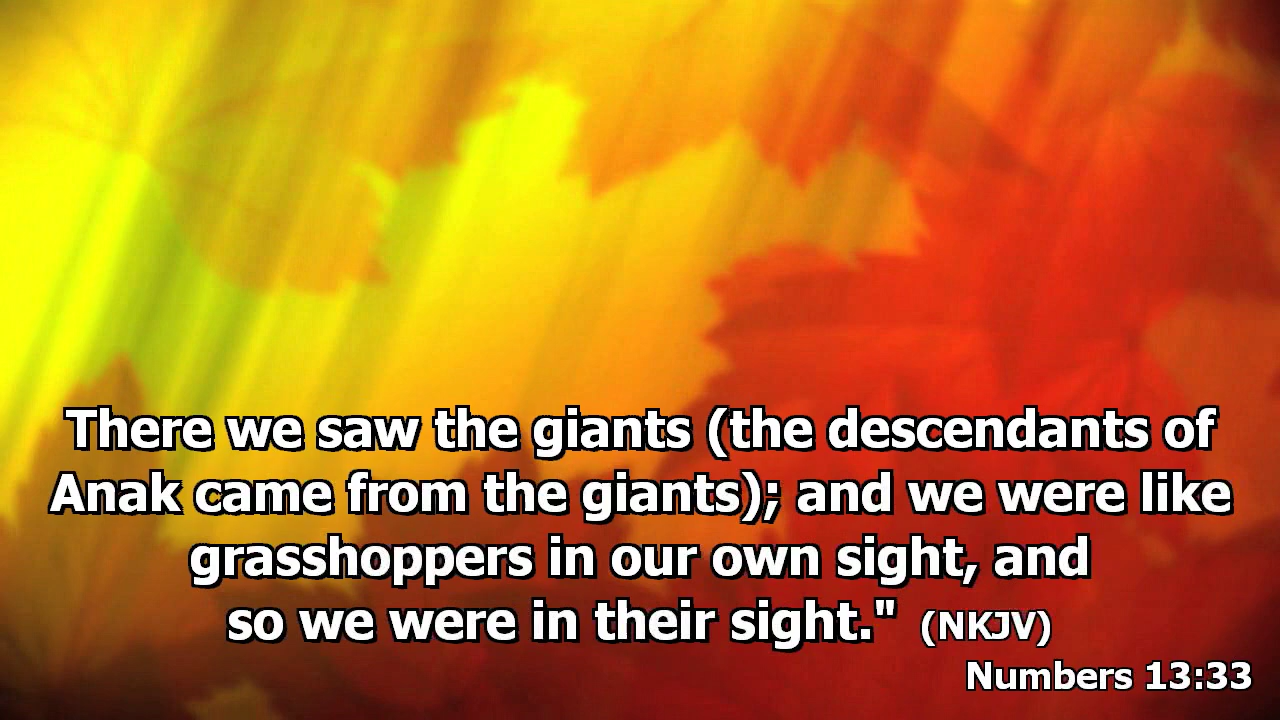 There we saw the giants (the descendants of
Anak came from the giants); and we were like
grasshoppers in our own sight, and
so we were in their sight." (NKJV)
Numbers 13:33